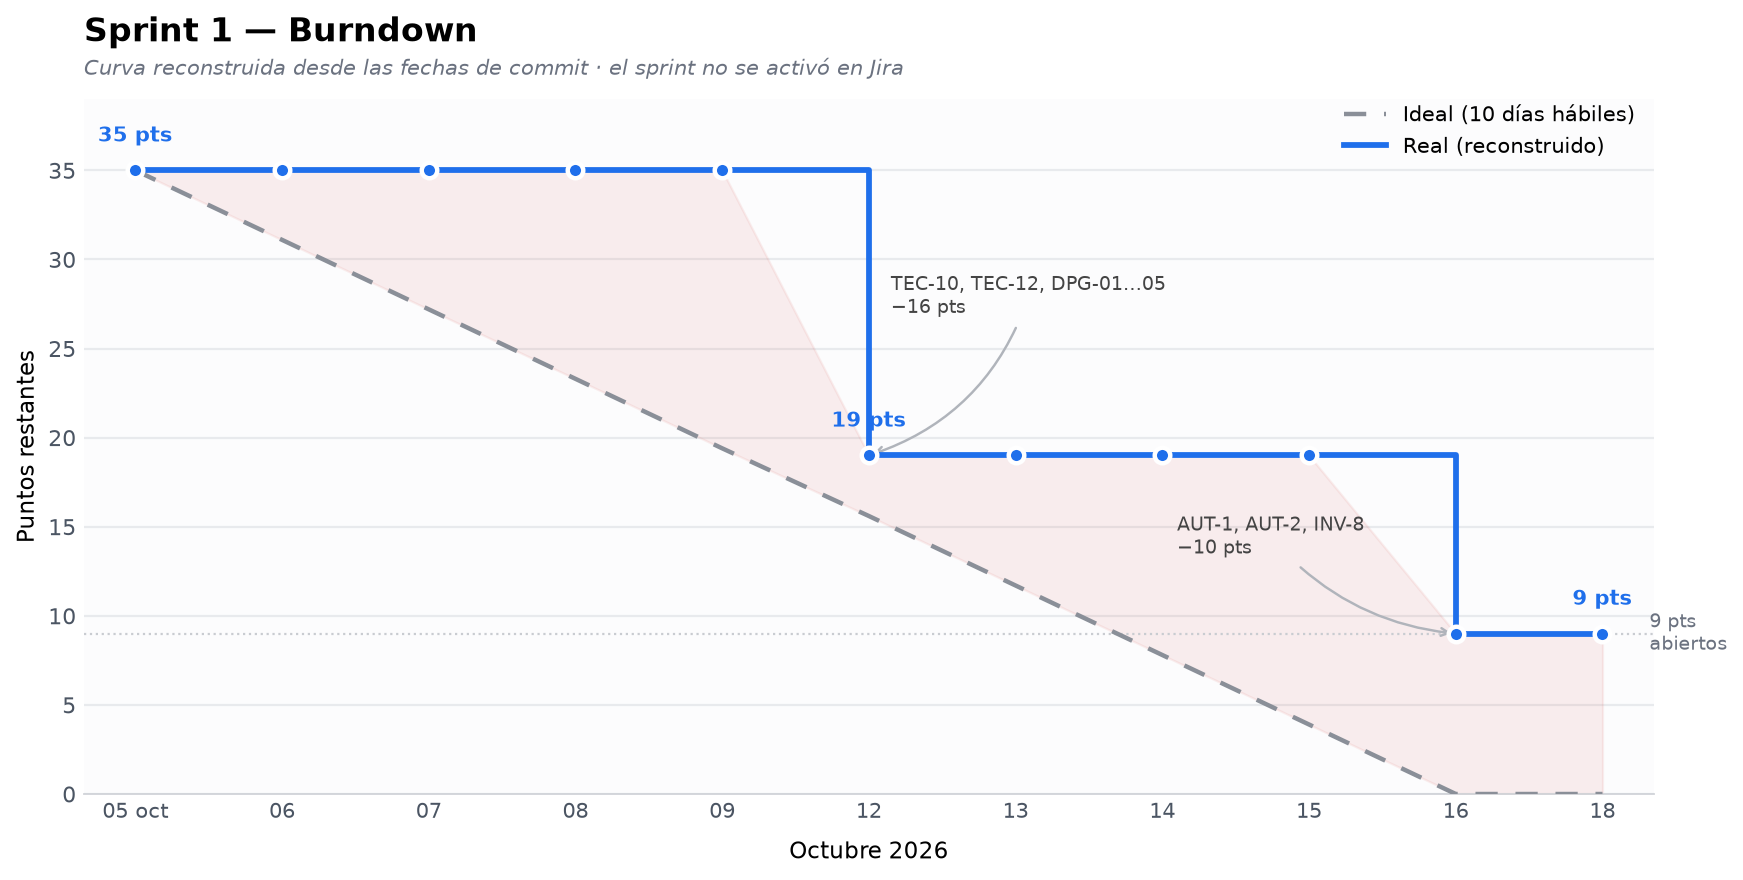 Sprint 1 — Burndown
Curva reconstruida desde las fechas de commit · el sprint no se activó en Jira
Ideal (10 días hábiles)
Real (reconstruido)
35 pts
35
30
25
20
15
10
5
0
Puntos restantes
TEC-10, TEC-12, DPG-01…05
−16 pts
19 pts
AUT-1, AUT-2, INV-8
−10 pts
9 pts
9 pts
abiertos
05 oct
06
07
08
09
12
13
14
15
16
18
Octubre 2026